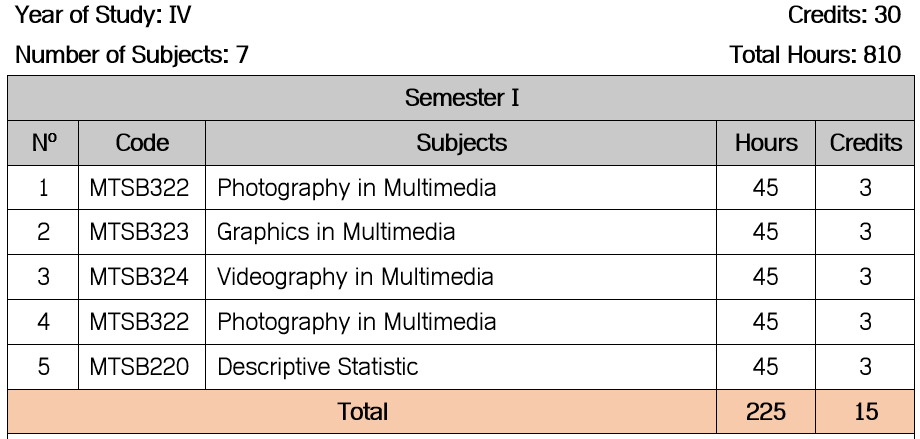 Year of Study: IV Credits: 30
Number of Subjects: 7 Total Hours: 810
Semester I
Nº Code Subjects Hours Credits
1 MTSB322 Photography in Multimedia 45 3
2 MTSB323 Graphics in Multimedia 45 3
3 MTSB324 Videography in Multimedia 45 3
4 MTSB322 Photography in Multimedia 45 3
5 MTSB220 Descriptive Statistic 45 3
Total 225 15